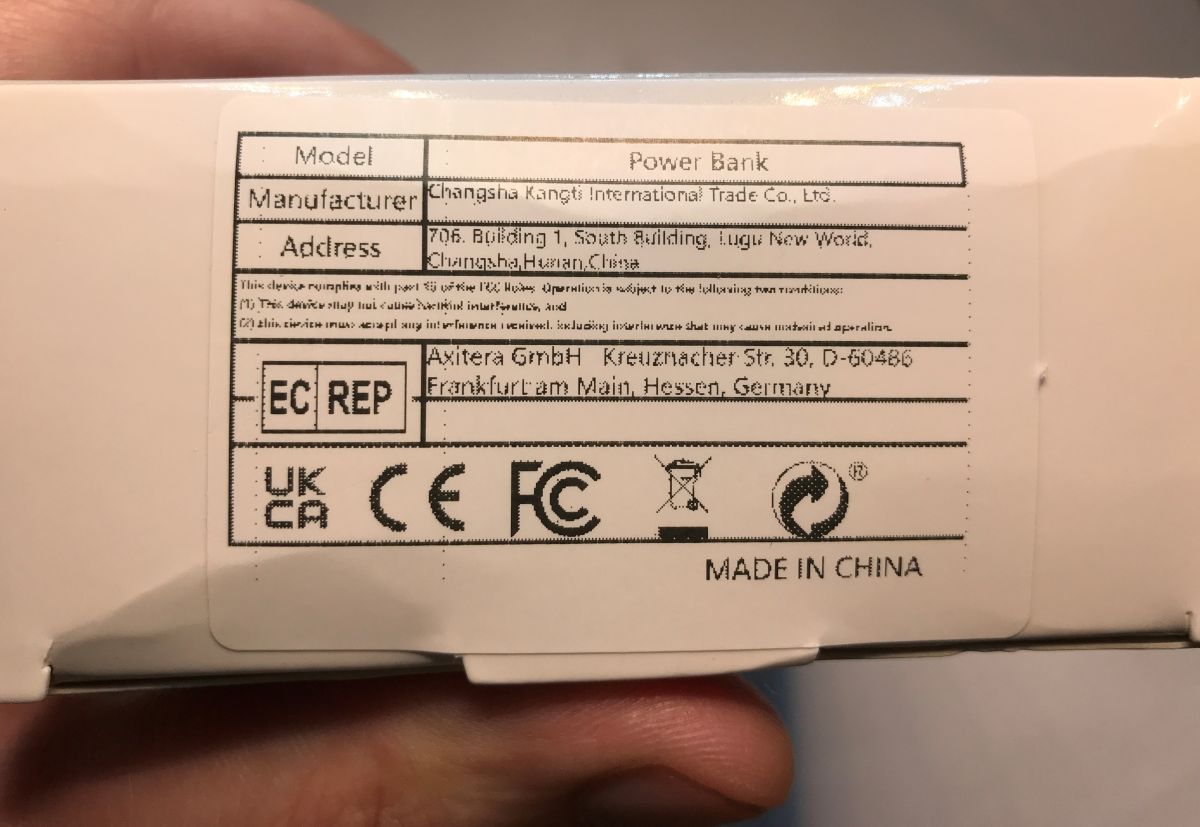 Model Power Bank
Manufacturer Changsha Kangti International Trade Co., Ltd.
Address 706. Building 1, South Building, Lugu New World,
Changsha,Hunan,China
This device complies with part 15 of the FCC Rules. Operation is subject to the following two conditions:
(1) This device may not cause harmful interference, and
(2) this device must accept any interference received, including interference that may cause undesired operation.
EC REP
Axitera GmbH Kreuznacher Str. 30, D-60486
Frankfurt am Main, Hessen, Germany
UK
CA
CE FC ®
MADE IN CHINA